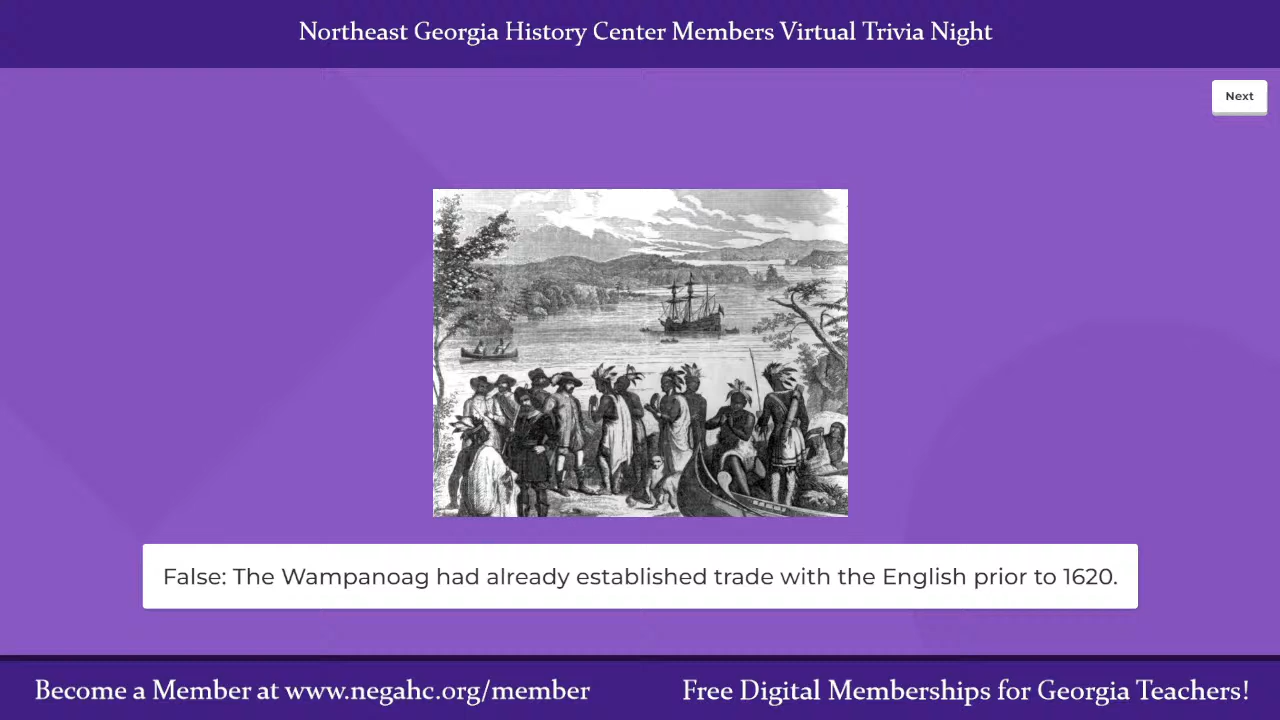 Northeast Georgia History Center Members Virtual Trivia Night
Next
False: The Wampanoag had already established trade with the English prior to 1620.
Become a Member at www.negahc.org/member
Free Digital Memberships for Georgia Teachers!